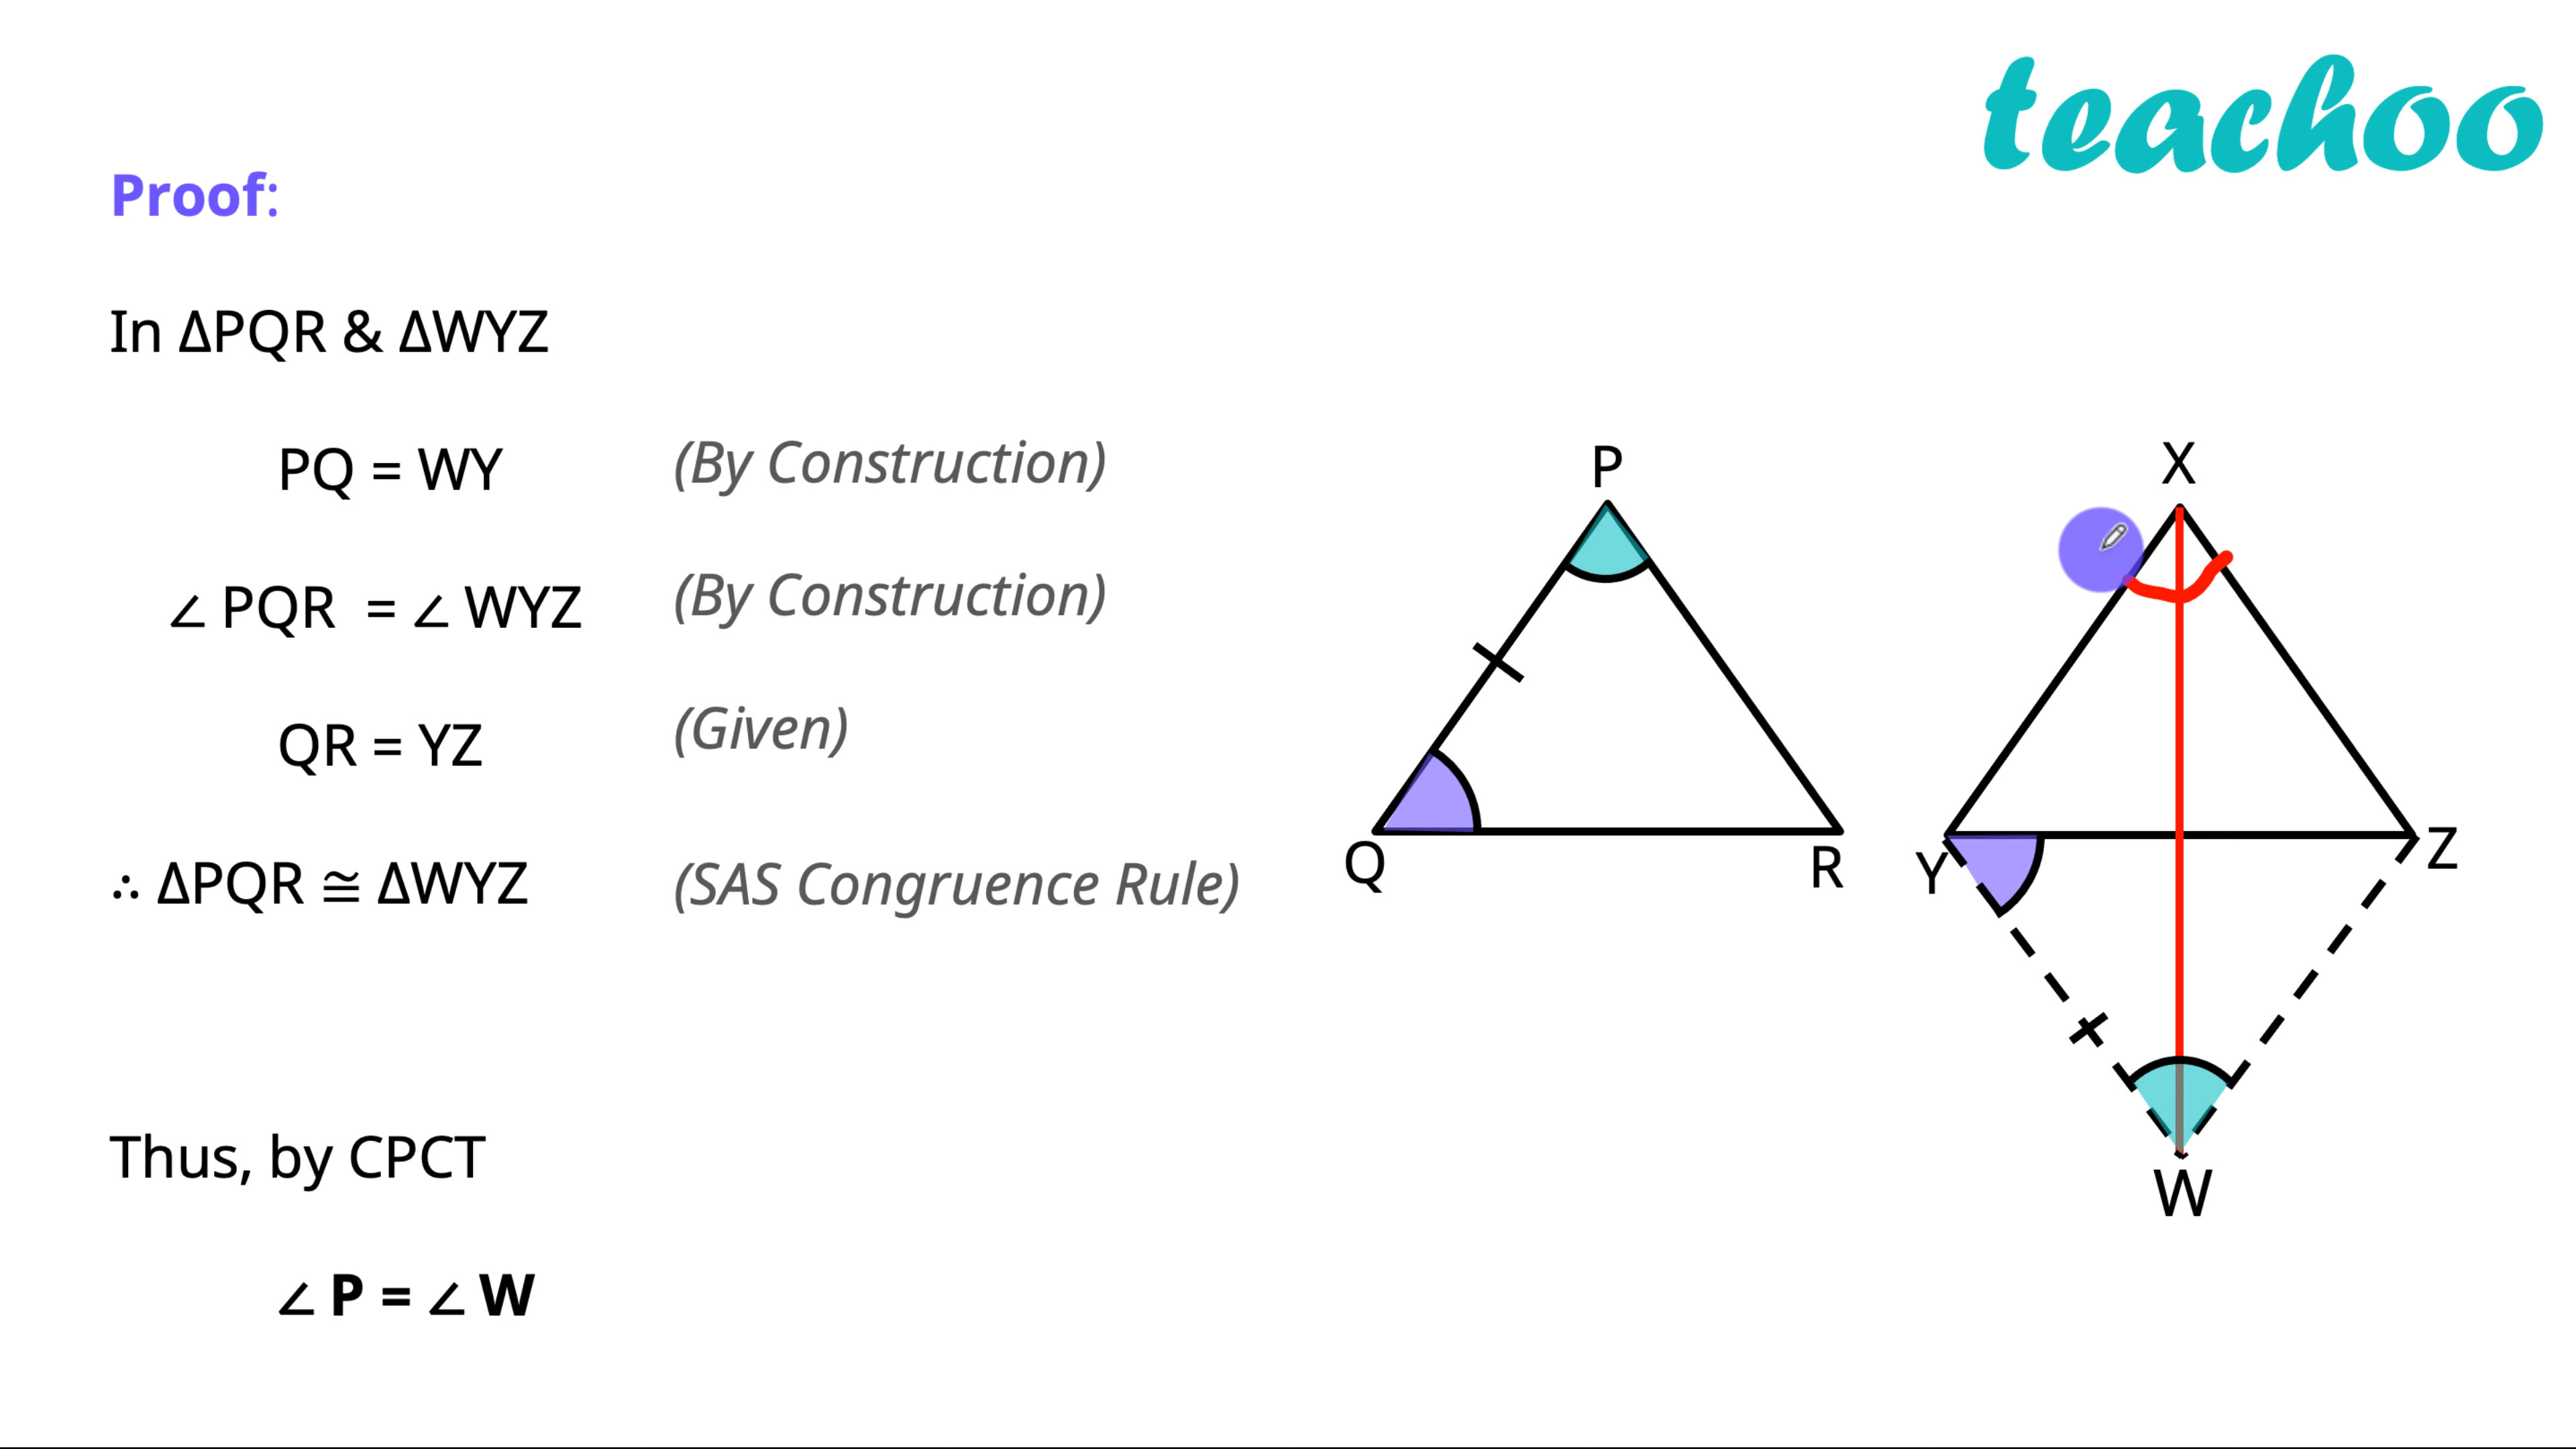 teachoo
Proof:
In ΔPQR & ΔWYZ
PQ = WY (By Construction)
∠ PQR = ∠ WYZ (By Construction)
QR = YZ (Given)
∴ ΔPQR ≅ ΔWYZ (SAS Congruence Rule)
Thus, by CPCT
∠ P = ∠ W
P
Q
R
X
Y
Z
W